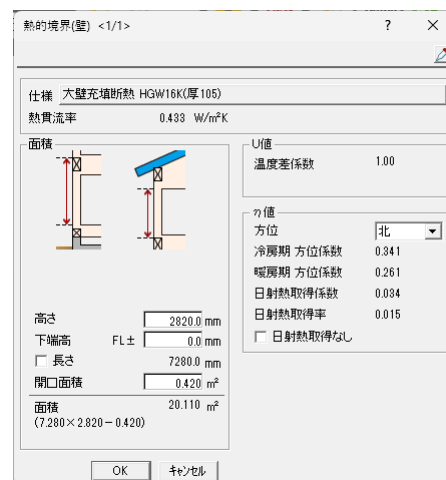 熱的境界(壁) <1/1> ? ×
仕様 大壁充填断熱 HGW16K(厚105)
熱貫流率 0.433 W/m²K
面積
高さ 2820.0 mm
下端高 FL± 0.0 mm
長さ 7280.0 mm
開口面積 0.420 m²
面積 20.110 m²
(7.280×2.820－0.420)
U値
温度差係数 1.00
η値
方位 北
冷房期 方位係数 0.341
暖房期 方位係数 0.261
日射熱取得係数 0.034
日射熱取得率 0.015
日射熱取得なし
OK キャンセル